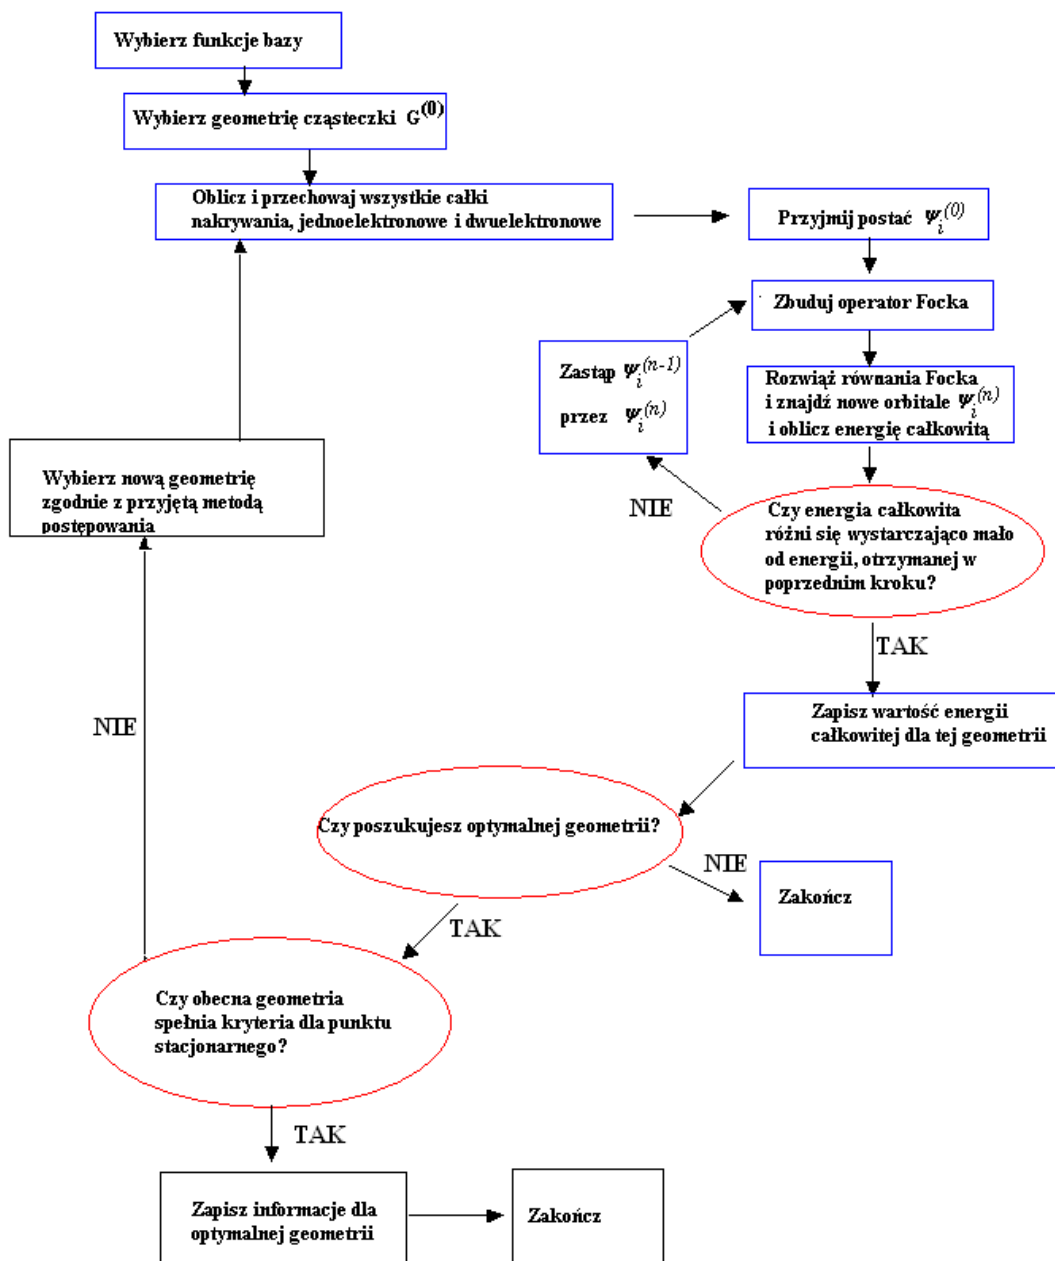 Wybierz funkcje bazy
Wybierz geometrię cząsteczki G^(0)
Oblicz i przechowaj wszystkie całki
nakrywania, jednoelektronowe i dwuelektronowe
Przyjmij postać Ψ_i^(0)
Zbuduj operator Focka
Zastąp Ψ_i^(n-1)
przez Ψ_i^(n)
Rozwiąż równania Focka
i znajdź nowe orbitale Ψ_i^(n)
i oblicz energię całkowitą
Wybierz nową geometrię
zgodnie z przyjętą metodą
postępowania
NIE
Czy energia całkowita
różni się wystarczająco mało
od energii, otrzymanej w
poprzednim kroku?
TAK
NIE
Zapisz wartość energii
całkowitej dla tej geometrii
Czy poszukujesz optymalnej geometrii?
NIE
Zakończ
TAK
Czy obecna geometria
spełnia kryteria dla punktu
stacjonarnego?
TAK
Zapisz informacje dla
optymalnej geometrii
Zakończ